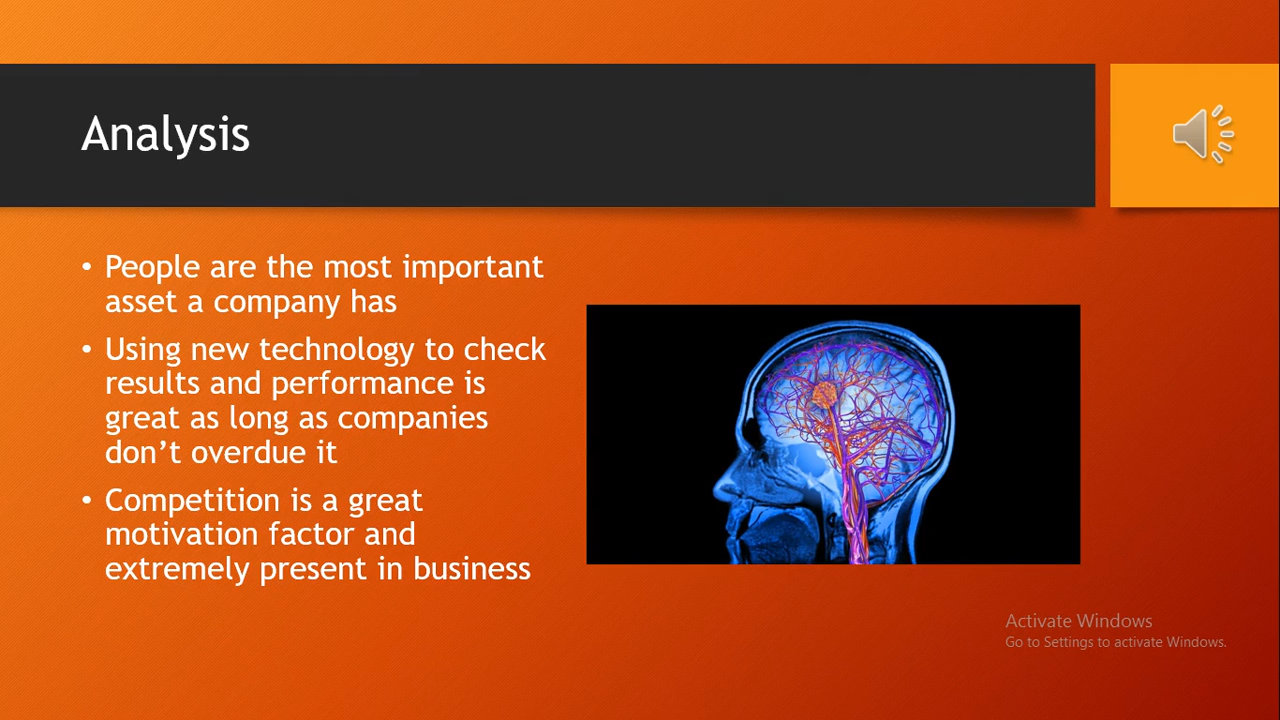 Analysis
• People are the most important
asset a company has
• Using new technology to check
results and performance is
great as long as companies
don’t overdue it
• Competition is a great
motivation factor and
extremely present in business
Activate Windows
Go to Settings to activate Windows.